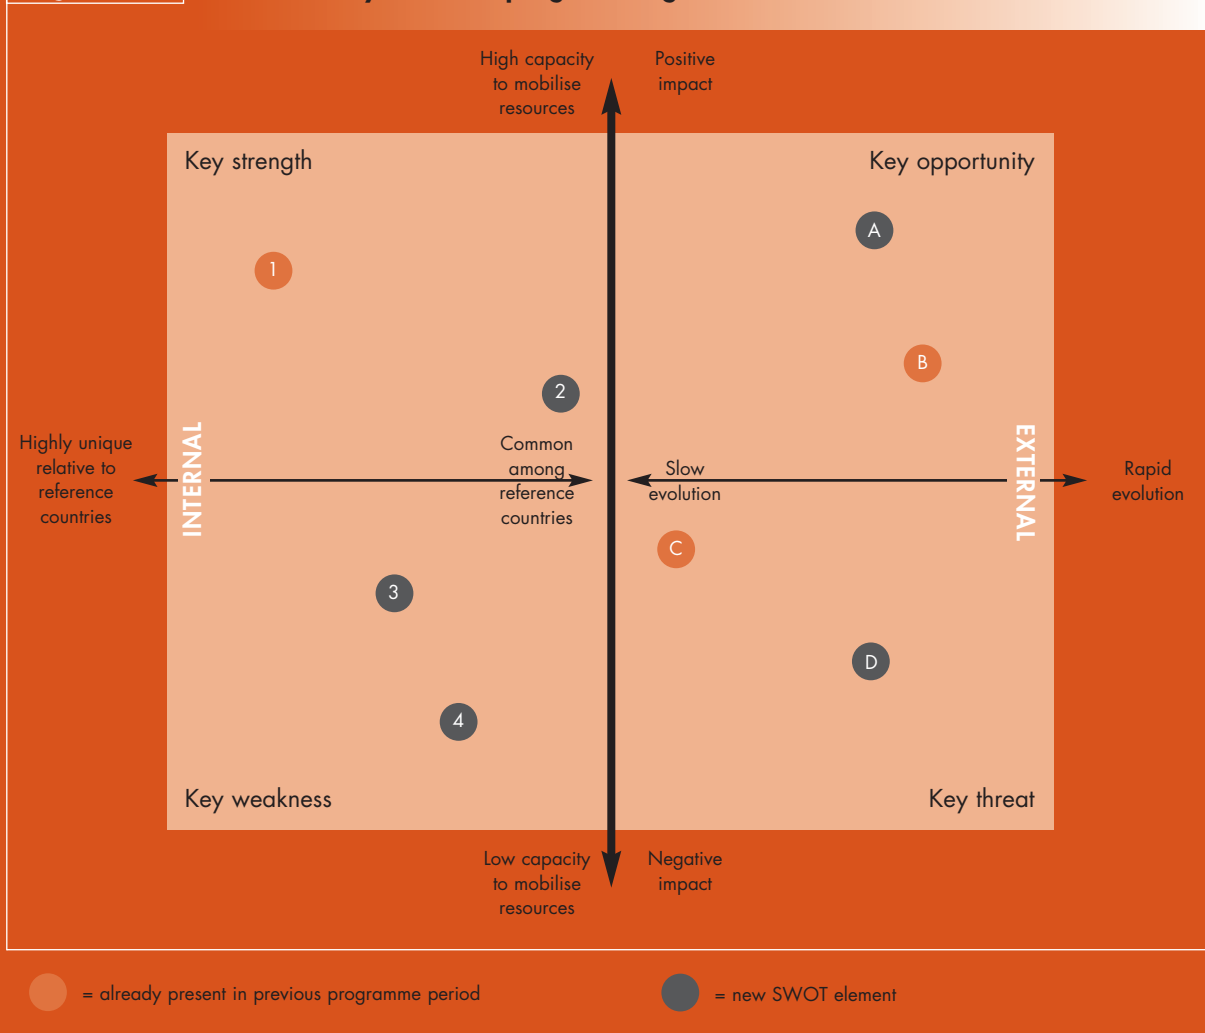 High capacity
to mobilise
resources
Positive
impact
Key strength
Key opportunity
A
1
B
2
Highly unique
relative to
reference
countries
INTERNAL
Common
among
reference
countries
Slow
evolution
EXTERNAL
Rapid
evolution
C
3
D
4
Key weakness
Key threat
Low capacity
to mobilise
resources
Negative
impact
= already present in previous programme period
= new SWOT element